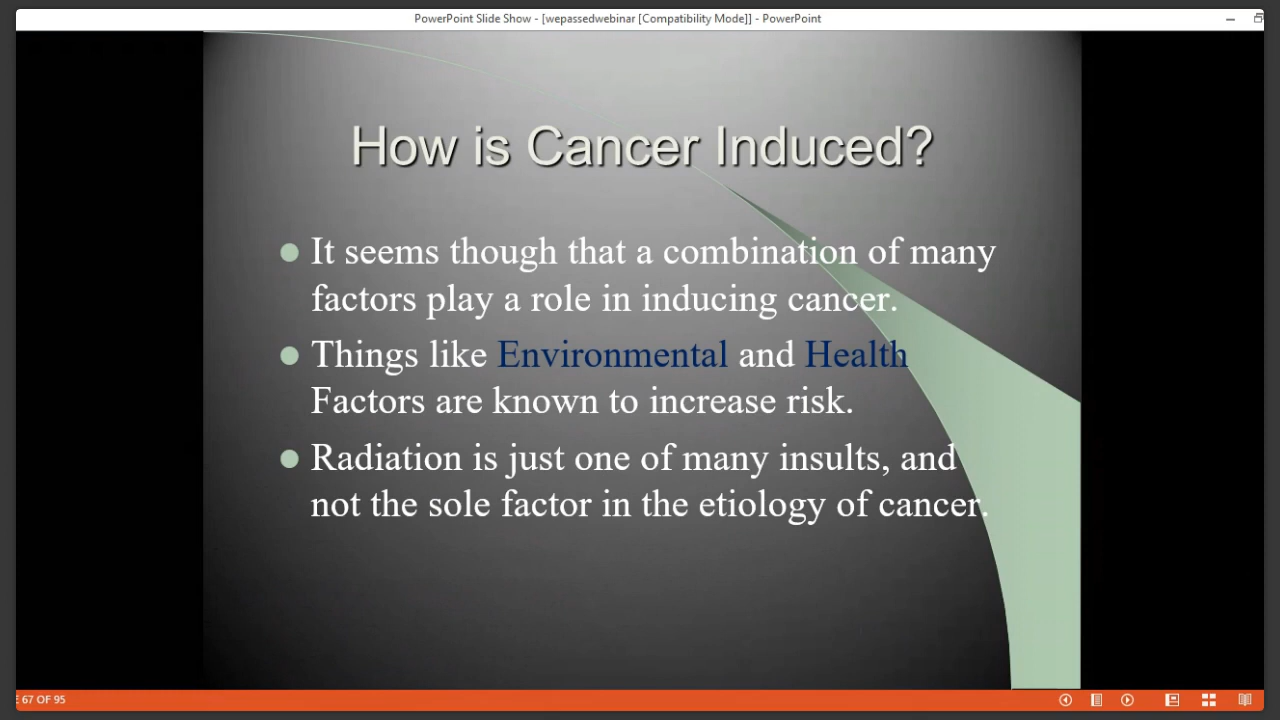 PowerPoint Slide Show - [wepassedwebinar [Compatibility Mode]] - PowerPoint
How is Cancer Induced?
It seems though that a combination of many
factors play a role in inducing cancer.
Things like Environmental and Health
Factors are known to increase risk.
Radiation is just one of many insults, and
not the sole factor in the etiology of cancer.
E 67 OF 95